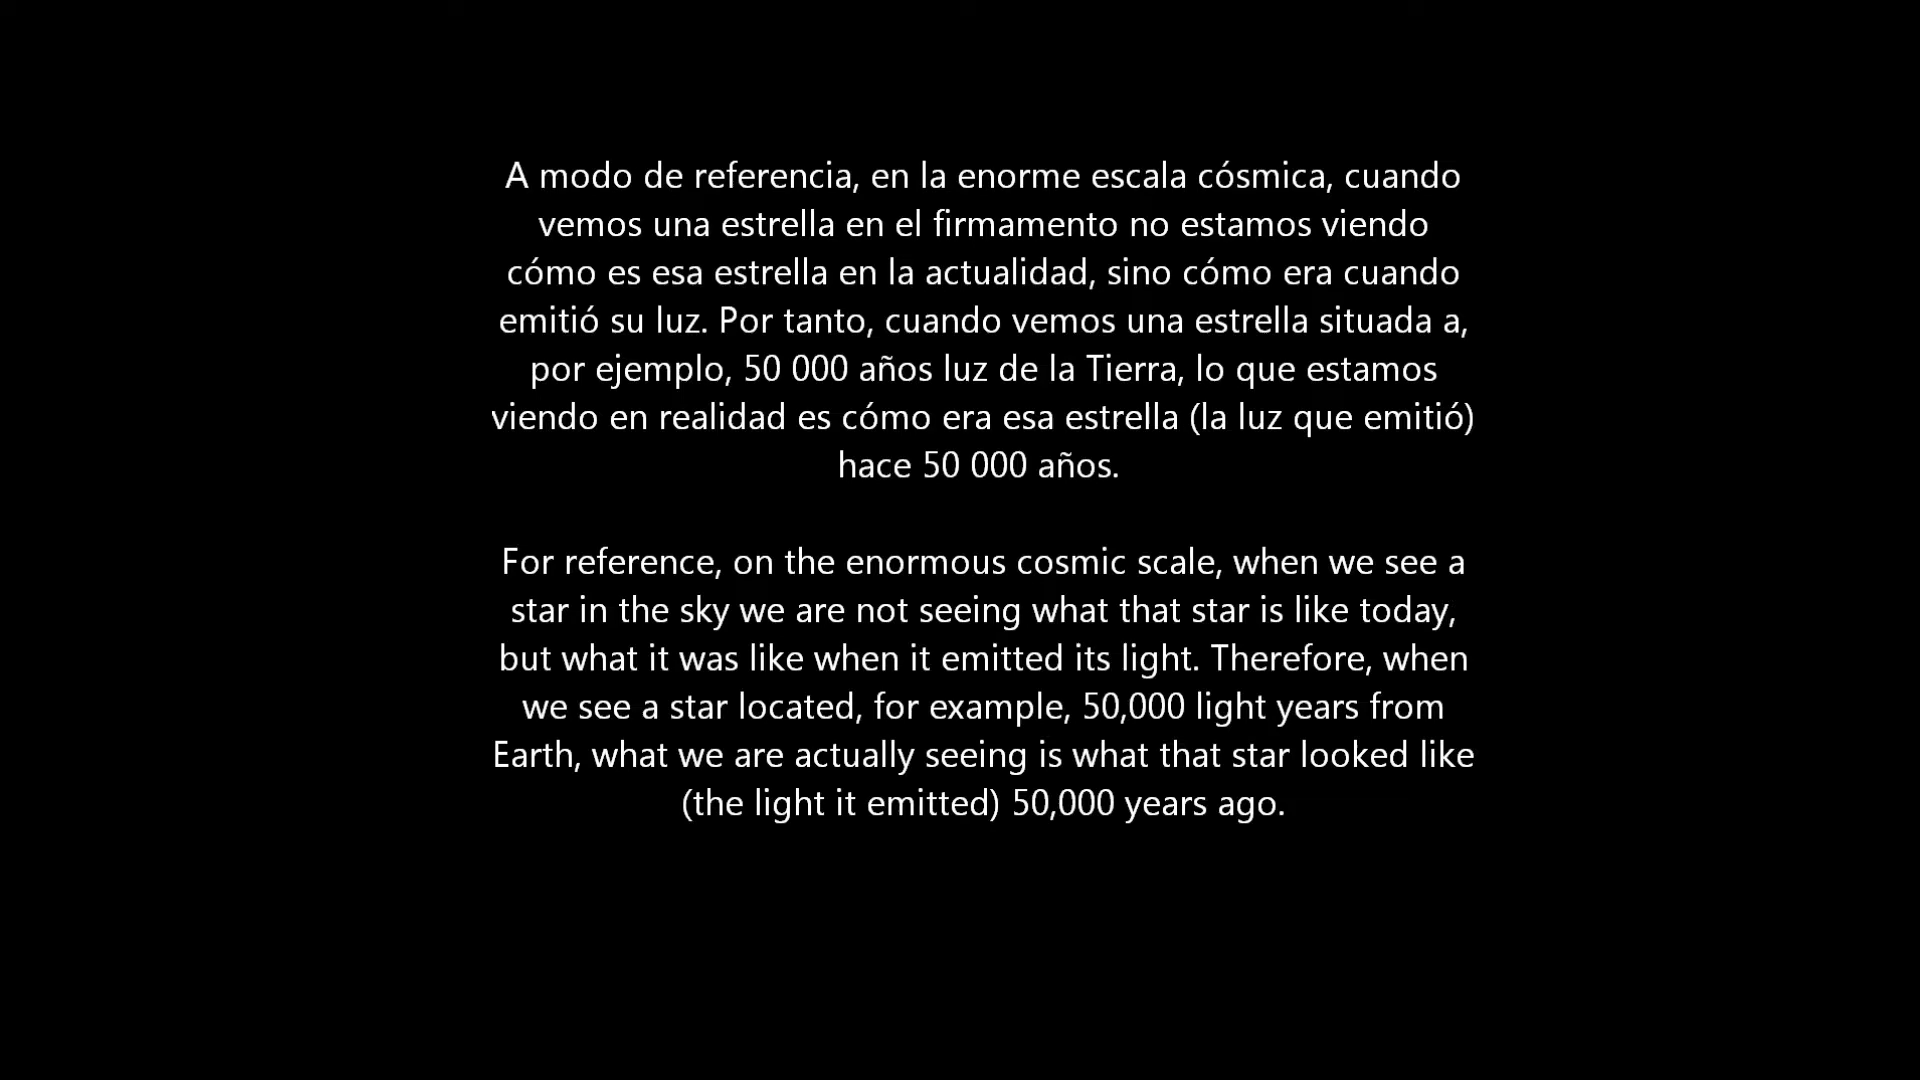 A modo de referencia, en la enorme escala cósmica, cuando
vemos una estrella en el firmamento no estamos viendo
cómo es esa estrella en la actualidad, sino cómo era cuando
emitió su luz. Por tanto, cuando vemos una estrella situada a,
por ejemplo, 50 000 años luz de la Tierra, lo que estamos
viendo en realidad es cómo era esa estrella (la luz que emitió)
hace 50 000 años.
For reference, on the enormous cosmic scale, when we see a
star in the sky we are not seeing what that star is like today,
but what it was like when it emitted its light. Therefore, when
we see a star located, for example, 50,000 light years from
Earth, what we are actually seeing is what that star looked like
(the light it emitted) 50,000 years ago.